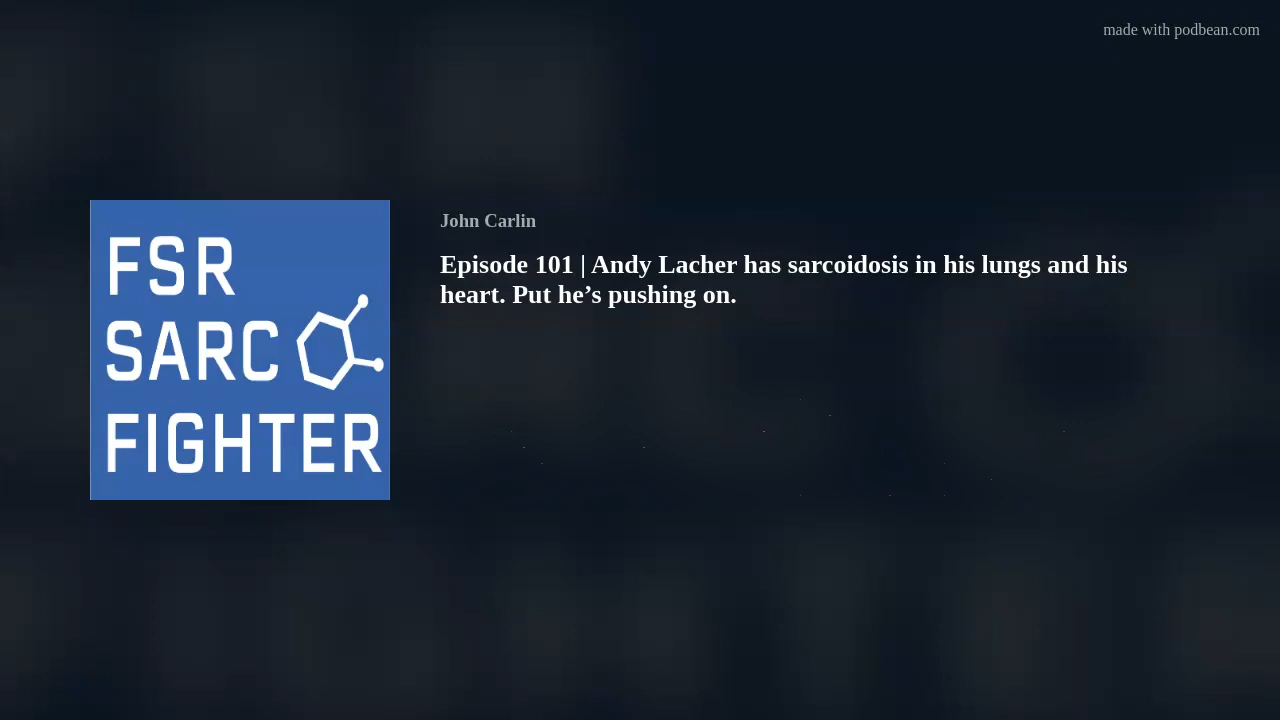 made with podbean.com
FSR
SARC
FIGHTER
John Carlin
Episode 101 | Andy Lacher has sarcoidosis in his lungs and his
heart. Put he’s pushing on.